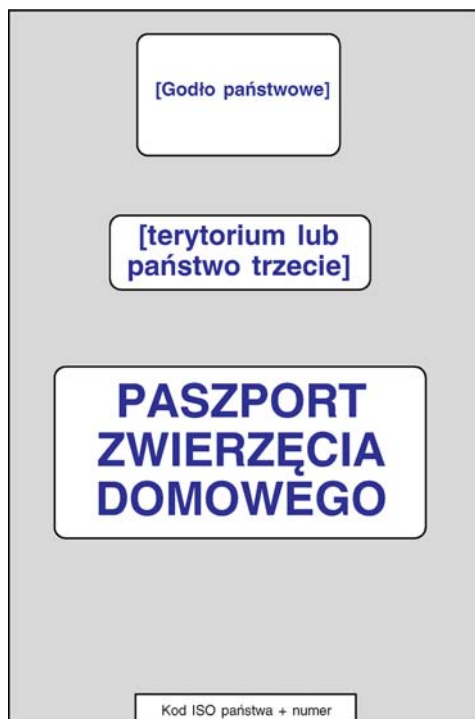 [Godło państwowe]
[terytorium lub
państwo trzecie]
PASZPORT
ZWIERZĘCIA
DOMOWEGO
Kod ISO państwa + numer